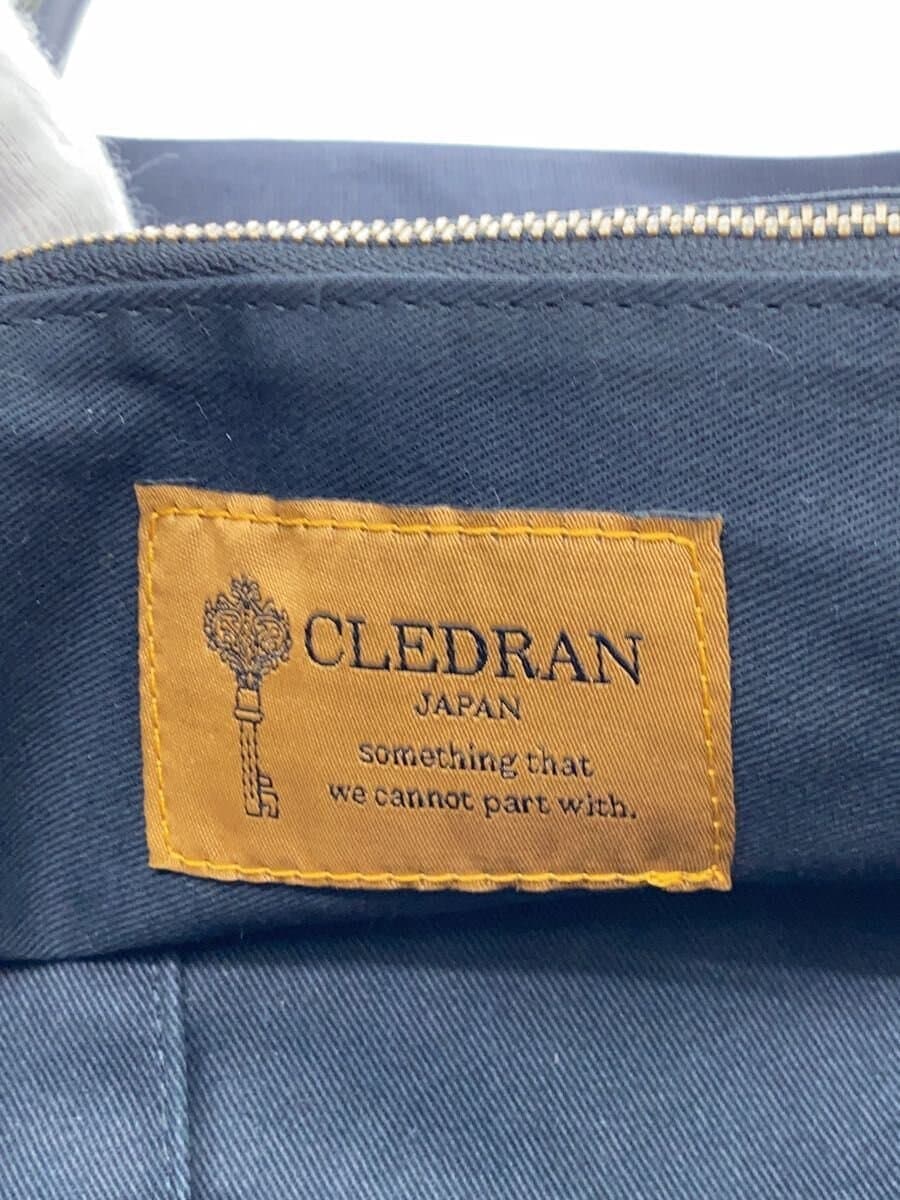 CLEDRAN
JAPAN
something that
we cannot part with.